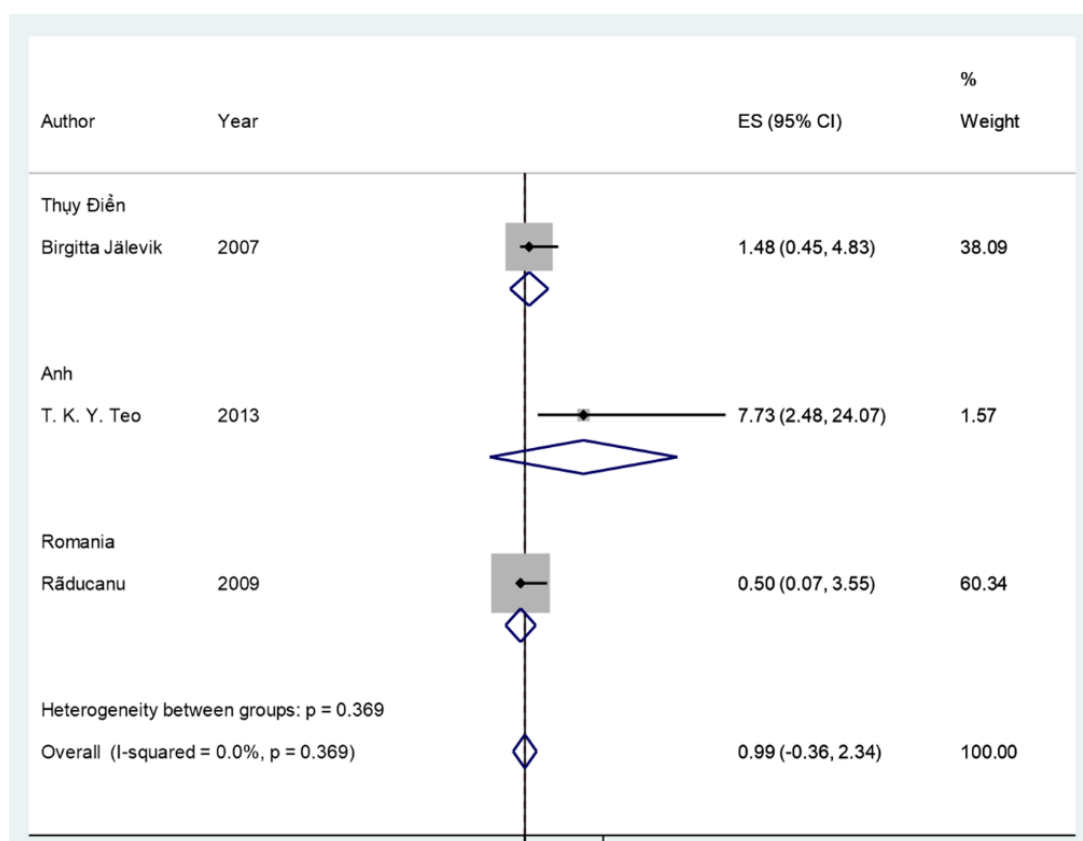 %
Author Year ES (95% CI) Weight
Thụy Điển
Birgitta Jälevik 2007 1.48 (0.45, 4.83) 38.09
Anh
T. K. Y. Teo 2013 7.73 (2.48, 24.07) 1.57
Romania
Rãducanu 2009 0.50 (0.07, 3.55) 60.34
Heterogeneity between groups: p = 0.369
Overall (I-squared = 0.0%, p = 0.369) 0.99 (-0.36, 2.34) 100.00